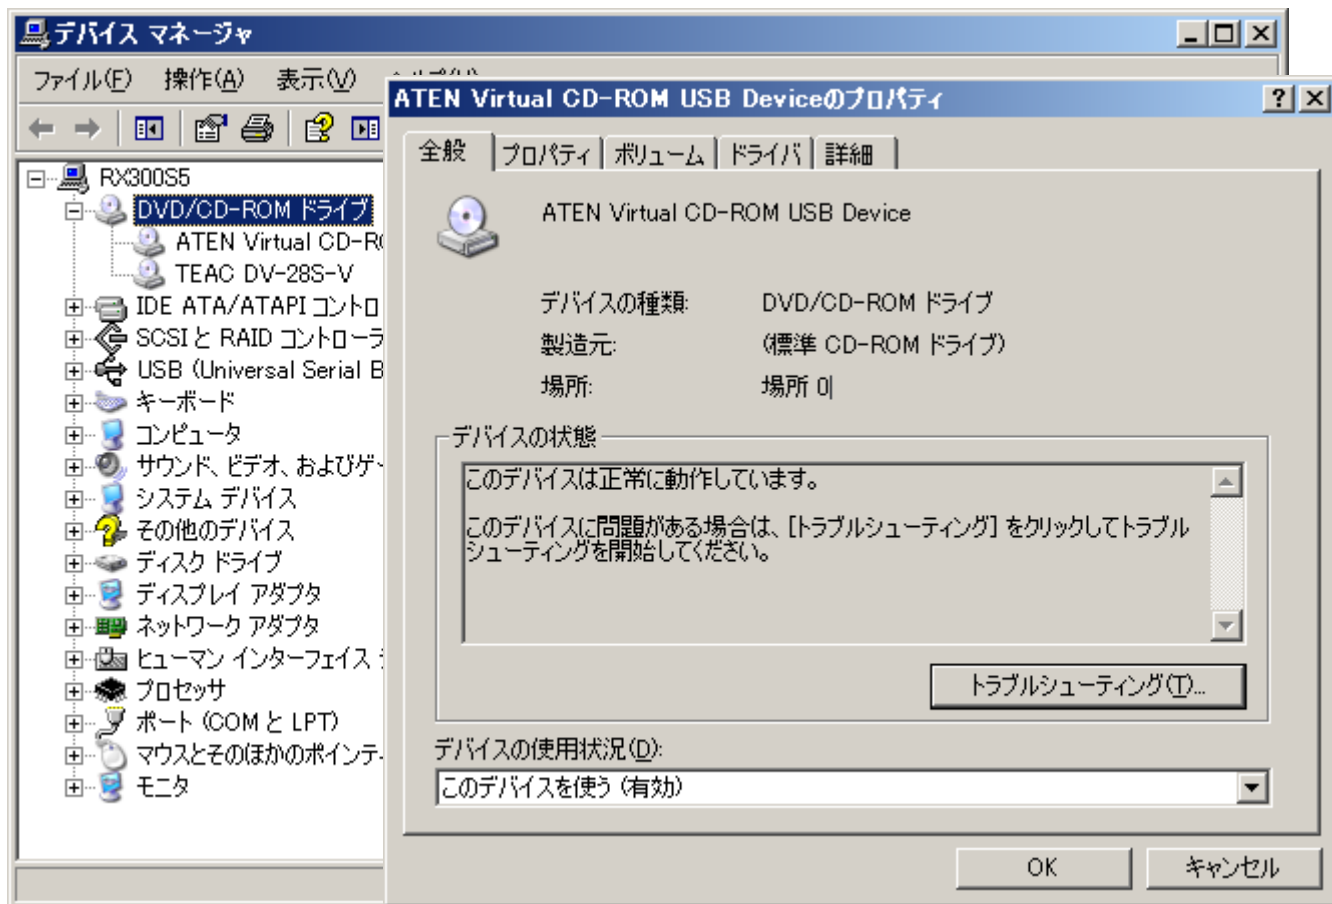 デバイス マネージャ
ファイル(F) 操作(A) 表示(V)
RX300S5
DVD/CD-ROM ドライブ
ATEN Virtual
TEAC DV-28S-V
IDE ATA/ATAPI
SCSI と RAID コントローラ
USB (Universal Serial
キーボード
コンピュータ
サウンド、ビデオ、および
システム デバイス
その他のデバイス
ディスク ドライブ
ディスプレイ アダプタ
ネットワーク アダプタ
ヒューマン インターフェイス
プロセッサ
ポート (COM と LPT)
マウスとそのほかの
モニタ
ATEN Virtual CD-ROM USB Deviceのプロパティ
全般 プロパティ ボリューム ドライバ 詳細
ATEN Virtual CD-ROM USB Device
デバイスの種類: DVD/CD-ROM ドライブ
製造元: (標準 CD-ROM ドライブ)
場所: 場所 0
デバイスの状態
このデバイスは正常に動作しています。
このデバイスに問題がある場合は、[トラブルシューティング] をクリックしてトラブル
シューティングを開始してください。
トラブルシューティング(T)...
デバイスの使用状況(D):
このデバイスを使う (有効)
OK キャンセル